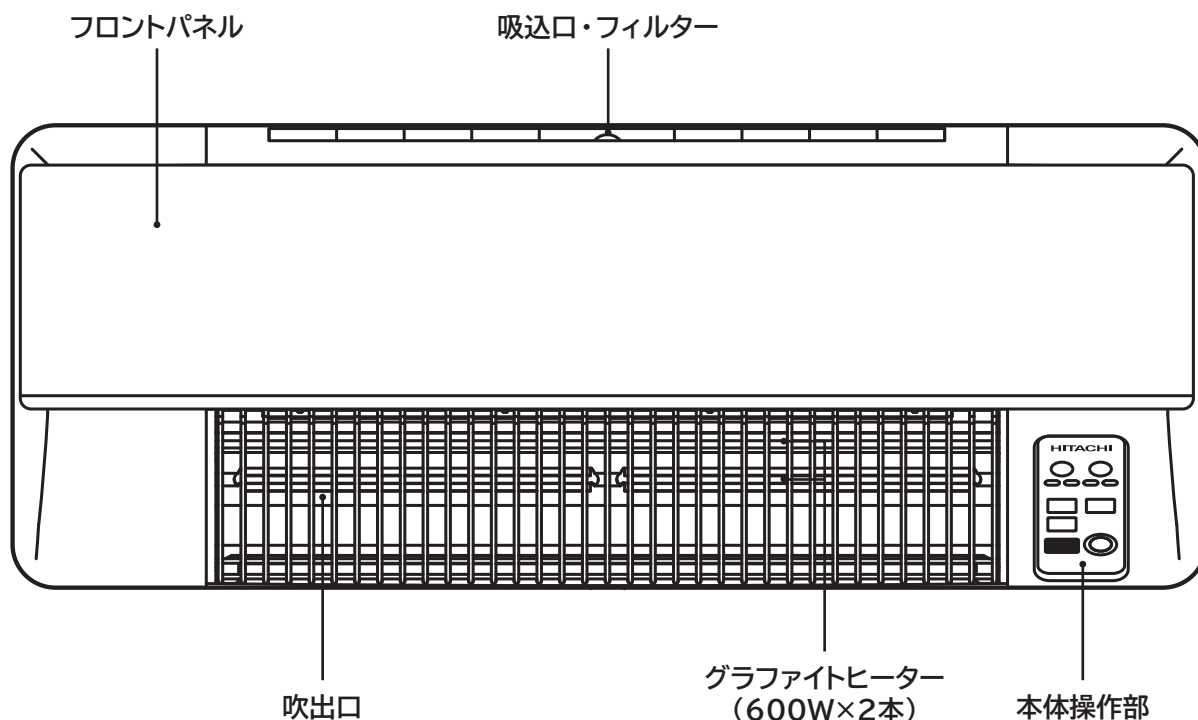 フロントパネル
吸込口・フィルター
HITACHI
グラファイトヒーター
(600W×2本)
吹出口
本体操作部